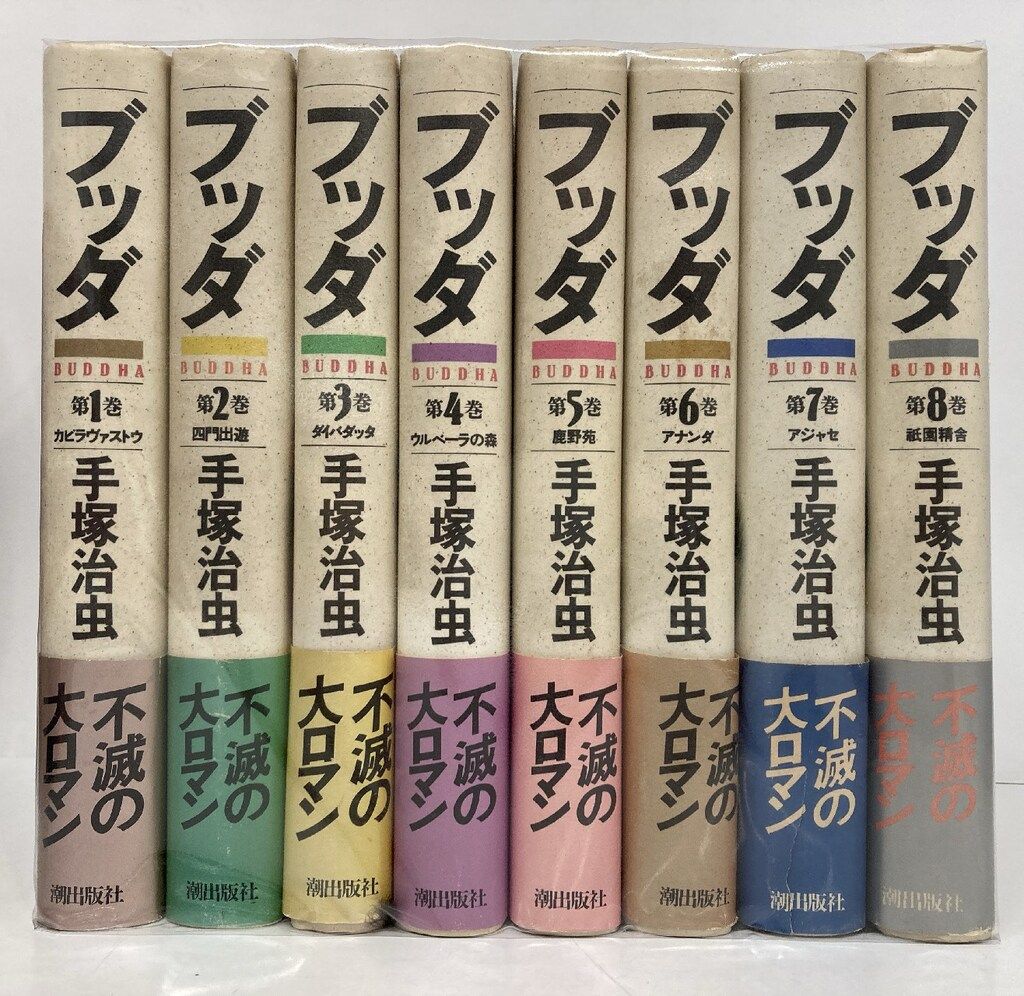 ブッダ
BUDDHA
第1巻
カピラヴァストウ
手塚治虫
不滅の
大ロマン
潮出版社
ブッダ
BUDDHA
第2巻
四門出遊
手塚治虫
不滅の
大ロマン
潮出版社
ブッダ
BUDDHA
第3巻
ダイバダッタ
手塚治虫
不滅の
大ロマン
潮出版社
ブッダ
BUDDHA
第4巻
ウルベーラの森
手塚治虫
不滅の
大ロマン
潮出版社
ブッダ
BUDDHA
第5巻
鹿野苑
手塚治虫
不滅の
大ロマン
潮出版社
ブッダ
BUDDHA
第6巻
アナンダ
手塚治虫
不滅の
大ロマン
潮出版社
ブッダ
BUDDHA
第7巻
アジャセ
手塚治虫
不滅の
大ロマン
潮出版社
ブッダ
BUDDHA
第8巻
祇園精舎
手塚治虫
不滅の
大ロマン
潮出版社